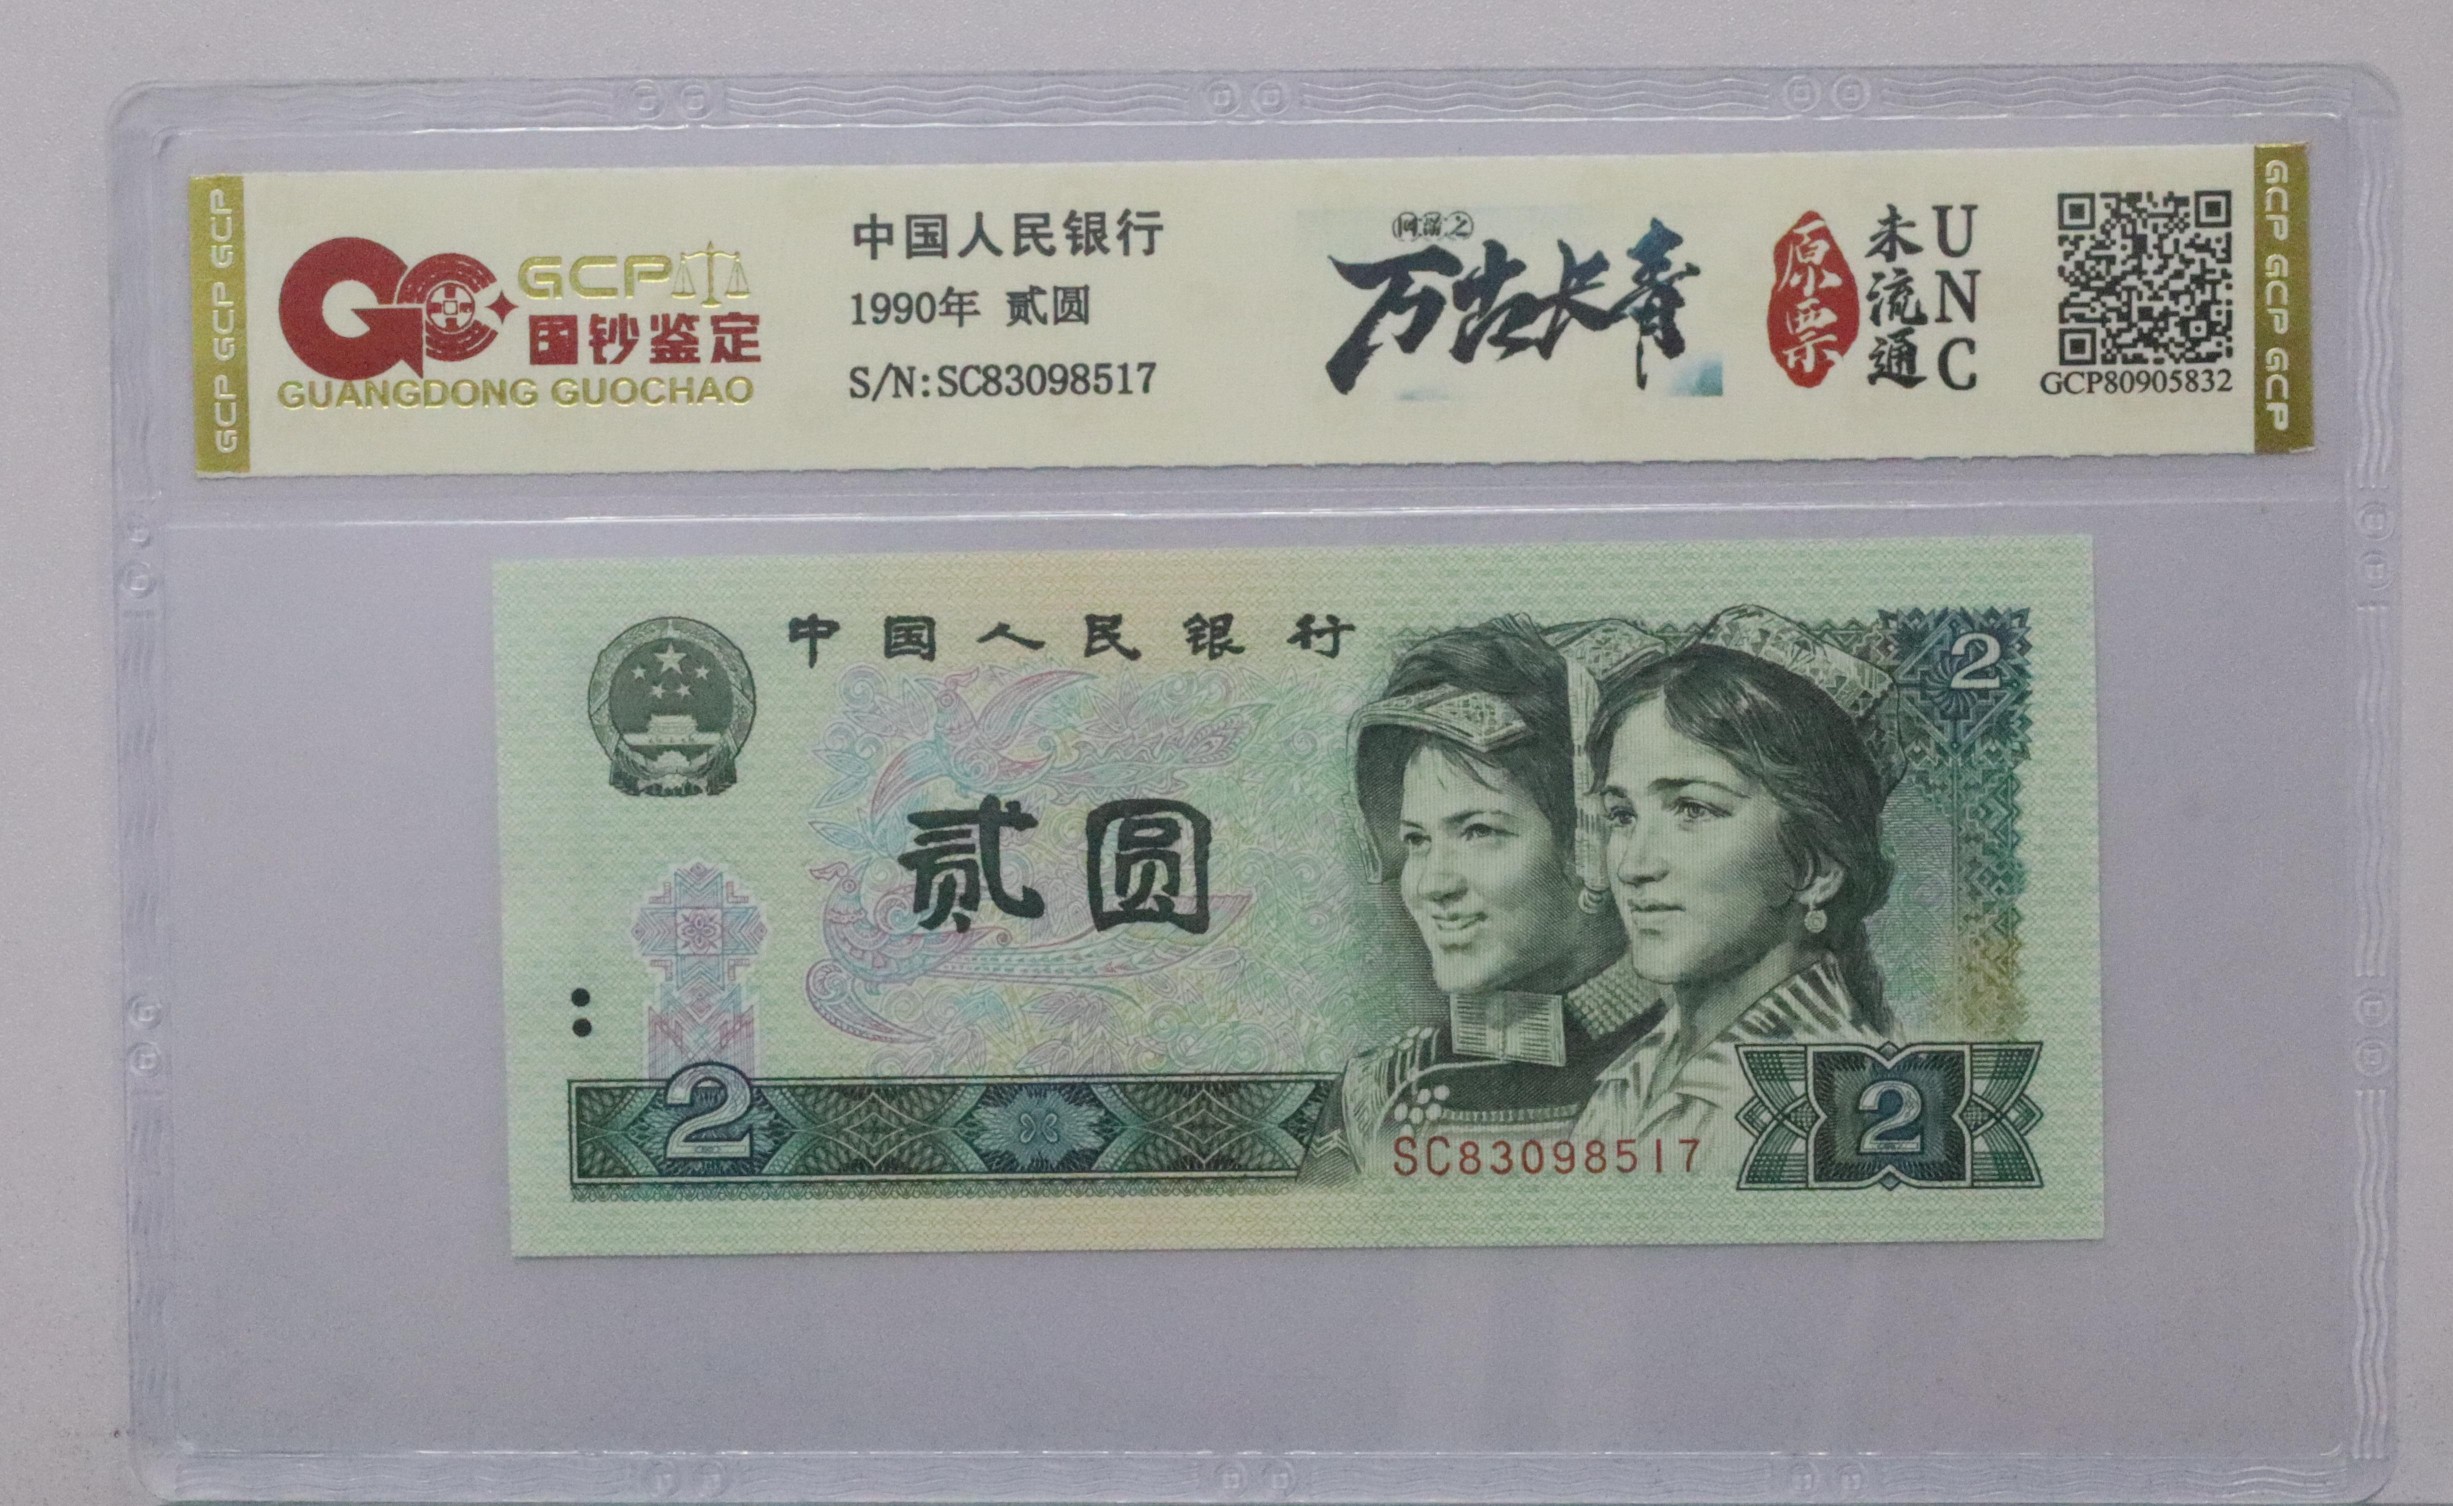 GCP GCP GCP
GCP
国钞鉴定
GUANGDONG GUOCHAO
中国人民银行
1990年 贰圆
S/N:SC83098517
万古长青
原票
未流通
UNC
GCP80905832
GCP GCP GCP
中国人民银行
2
贰圆
2
SC83098517
2